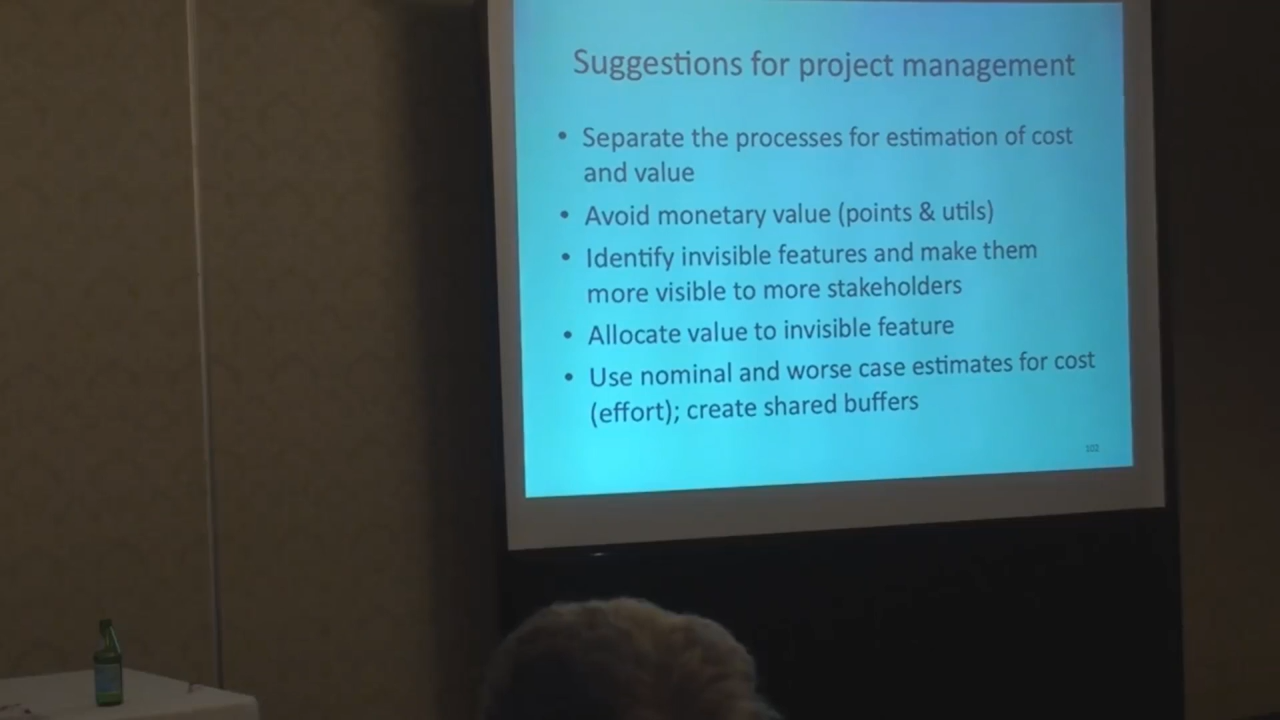 Suggestions for project management
• Separate the processes for estimation of cost
and value
• Avoid monetary value (points & utils)
• Identify invisible features and make them
more visible to more stakeholders
• Allocate value to invisible feature
• Use nominal and worse case estimates for cost
(effort); create shared buffers
102